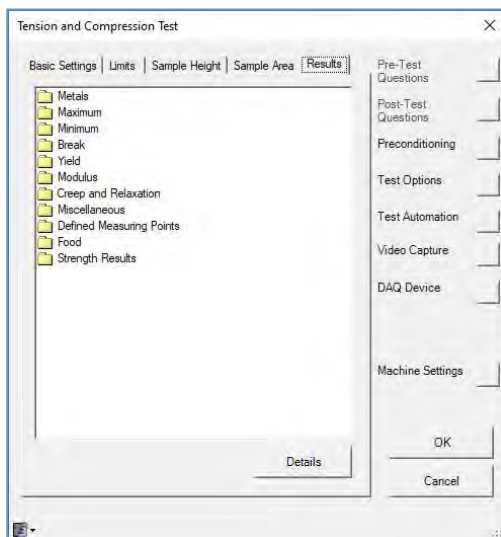 Tension and Compression Test
Basic Settings
Limits
Sample Height
Sample Area
Results
Metals
Maximum
Minimum
Break
Yield
Modulus
Creep and Relaxation
Miscellaneous
Defined Measuring Points
Food
Strength Results
Details
Pre-Test
Questions
Post-Test
Questions
Preconditioning
Test Options
Test Automation
Video Capture
DAQ Device
Machine Settings
OK
Cancel